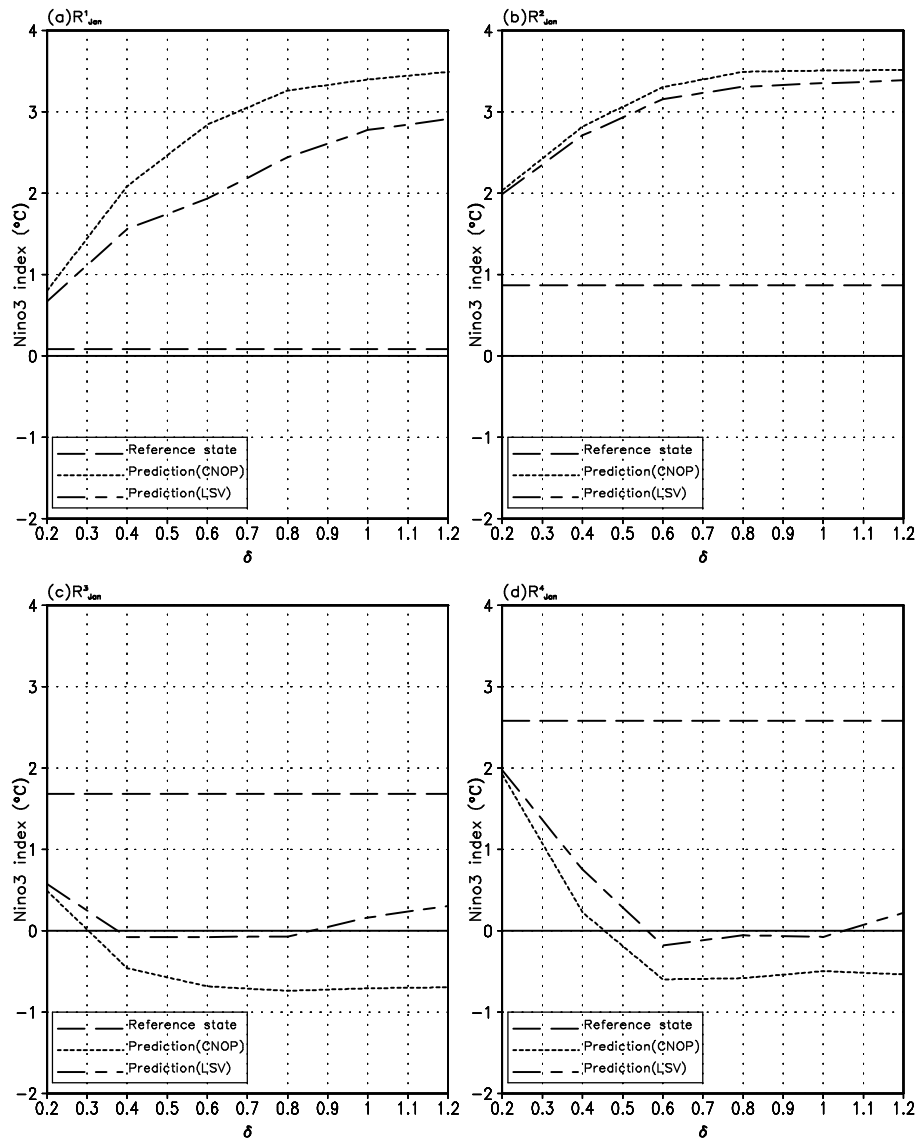 (a)R¹Jan
4
3
2
1
0
−1
−2
Nino3 index (°C)
Reference state
Prediction(CNOP)
Prediction(LSV)
0.2 0.3 0.4 0.5 0.6 0.7 0.8 0.9 1 1.1 1.2
δ
(b)R²Jan
4
3
2
1
0
−1
−2
Nino3 index (°C)
Reference state
Prediction(CNOP)
Prediction(LSV)
0.2 0.3 0.4 0.5 0.6 0.7 0.8 0.9 1 1.1 1.2
δ
(c)R³Jan
4
3
2
1
0
−1
−2
Nino3 index (°C)
Reference state
Prediction(CNOP)
Prediction(LSV)
0.2 0.3 0.4 0.5 0.6 0.7 0.8 0.9 1 1.1 1.2
δ
(d)R⁴Jan
4
3
2
1
0
−1
−2
Nino3 index (°C)
Reference state
Prediction(CNOP)
Prediction(LSV)
0.2 0.3 0.4 0.5 0.6 0.7 0.8 0.9 1 1.1 1.2
δ